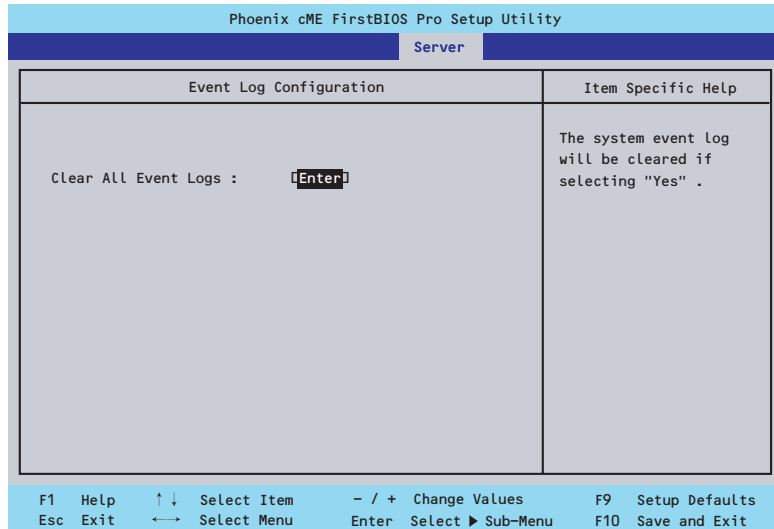 Phoenix cME FirstBIOS Pro Setup Utility
Server
Event Log Configuration
Item Specific Help
Clear All Event Logs : [Enter]
The system event log
will be cleared if
selecting "Yes" .
F1 Help ↑↓ Select Item – / + Change Values F9 Setup Defaults
Esc Exit ←→ Select Menu Enter Select ▶ Sub-Menu F10 Save and Exit